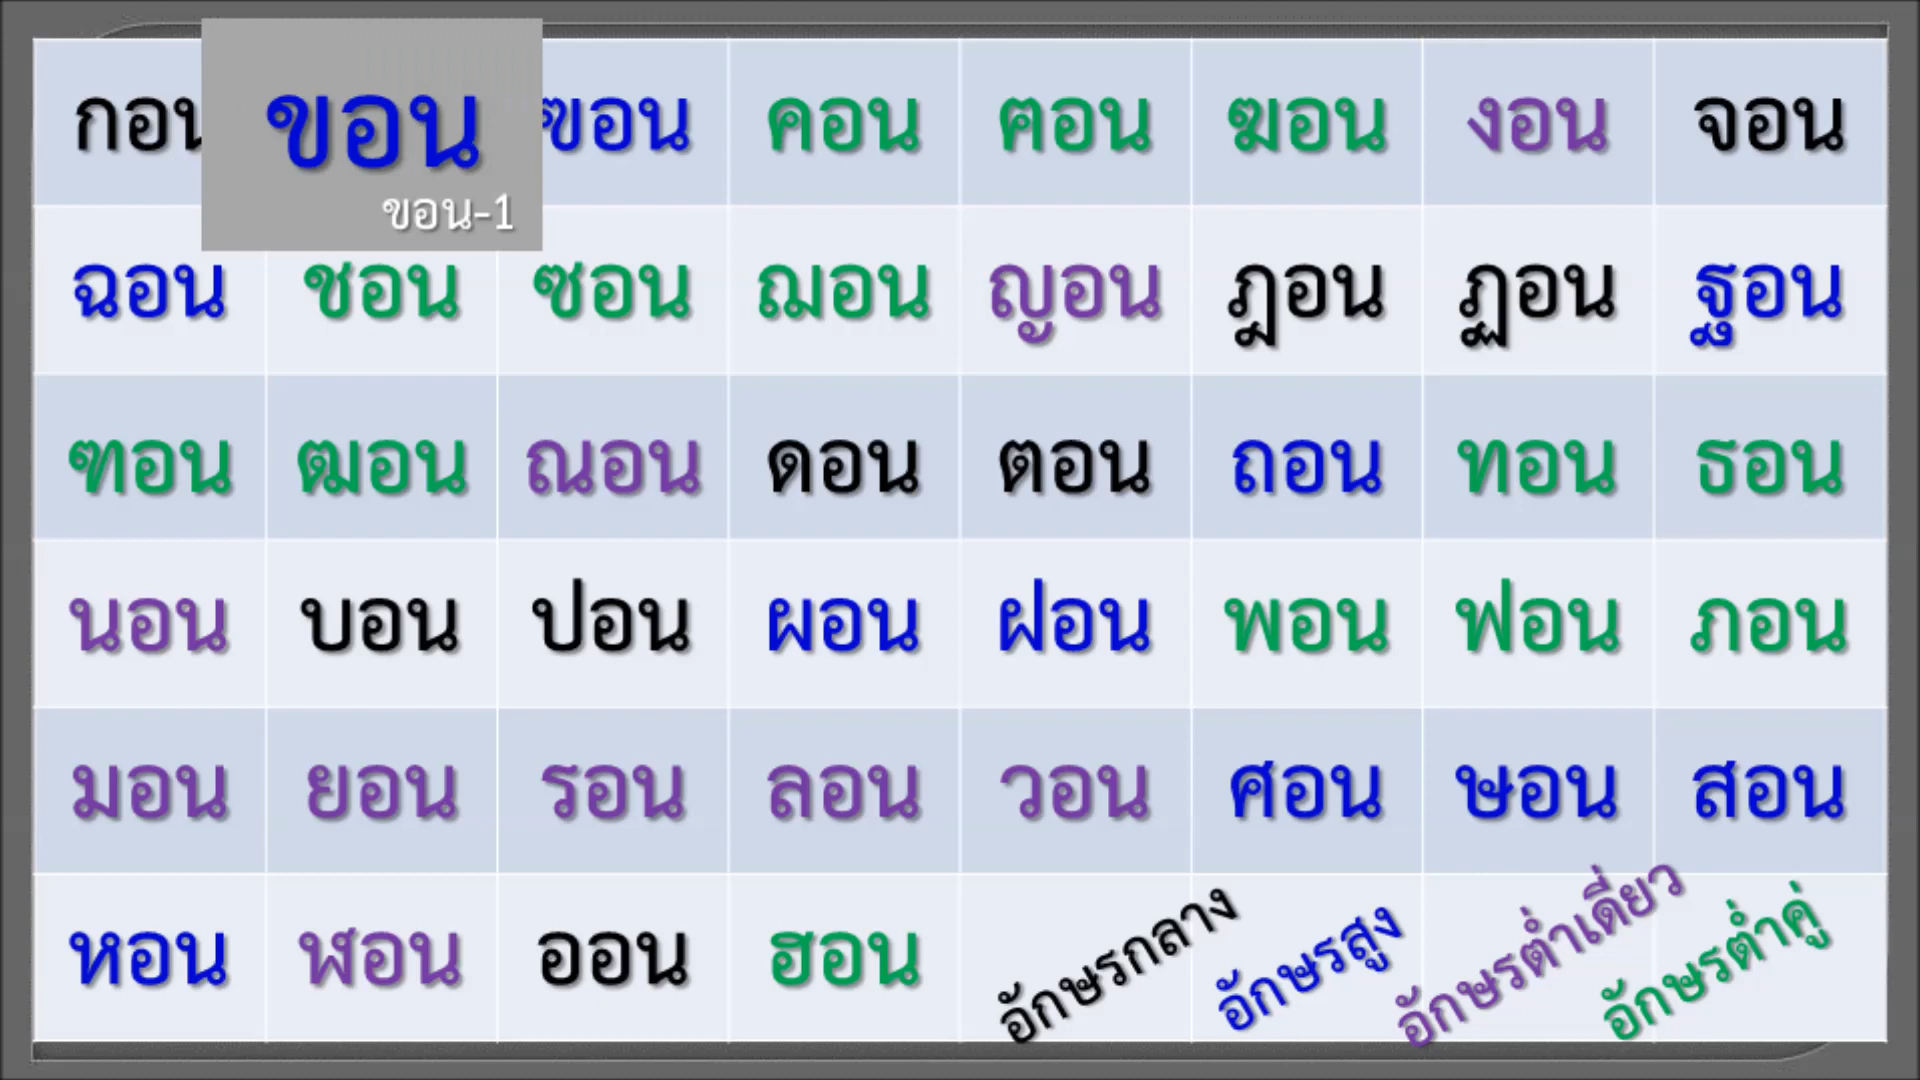 กอน ขอน ฃอน คอน ฅอน ฆอน งอน จอน
ขอน-1
ฉอน ชอน ซอน ฌอน ญอน ฎอน ฏอน ฐอน
ฑอน ฒอน ณอน ดอน ตอน ถอน ทอน ธอน
นอน บอน ปอน ผอน ฝอน พอน ฟอน ภอน
มอน ยอน รอน ลอน วอน ศอน ษอน สอน
หอน ฬอน ออน ฮอน
อักษรกลาง
อักษรสูง
อักษรต่ำเดี่ยว
อักษรต่ำคู่